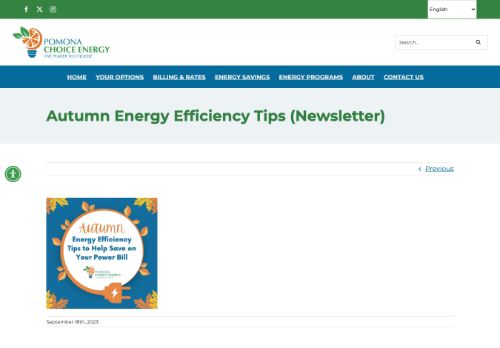 English
POMONA
CHOICE ENERGY
THE POWER TO CHOOSE
Search...
HOME YOUR OPTIONS BILLING & RATES ENERGY SAVINGS ENERGY PROGRAMS ABOUT CONTACT US
Autumn Energy Efficiency Tips (Newsletter)
Previous
AUTUMN
Energy Efficiency
Tips to Help Save on
Your Power Bill
POMONA
CHOICE ENERGY
September 18th, 2023